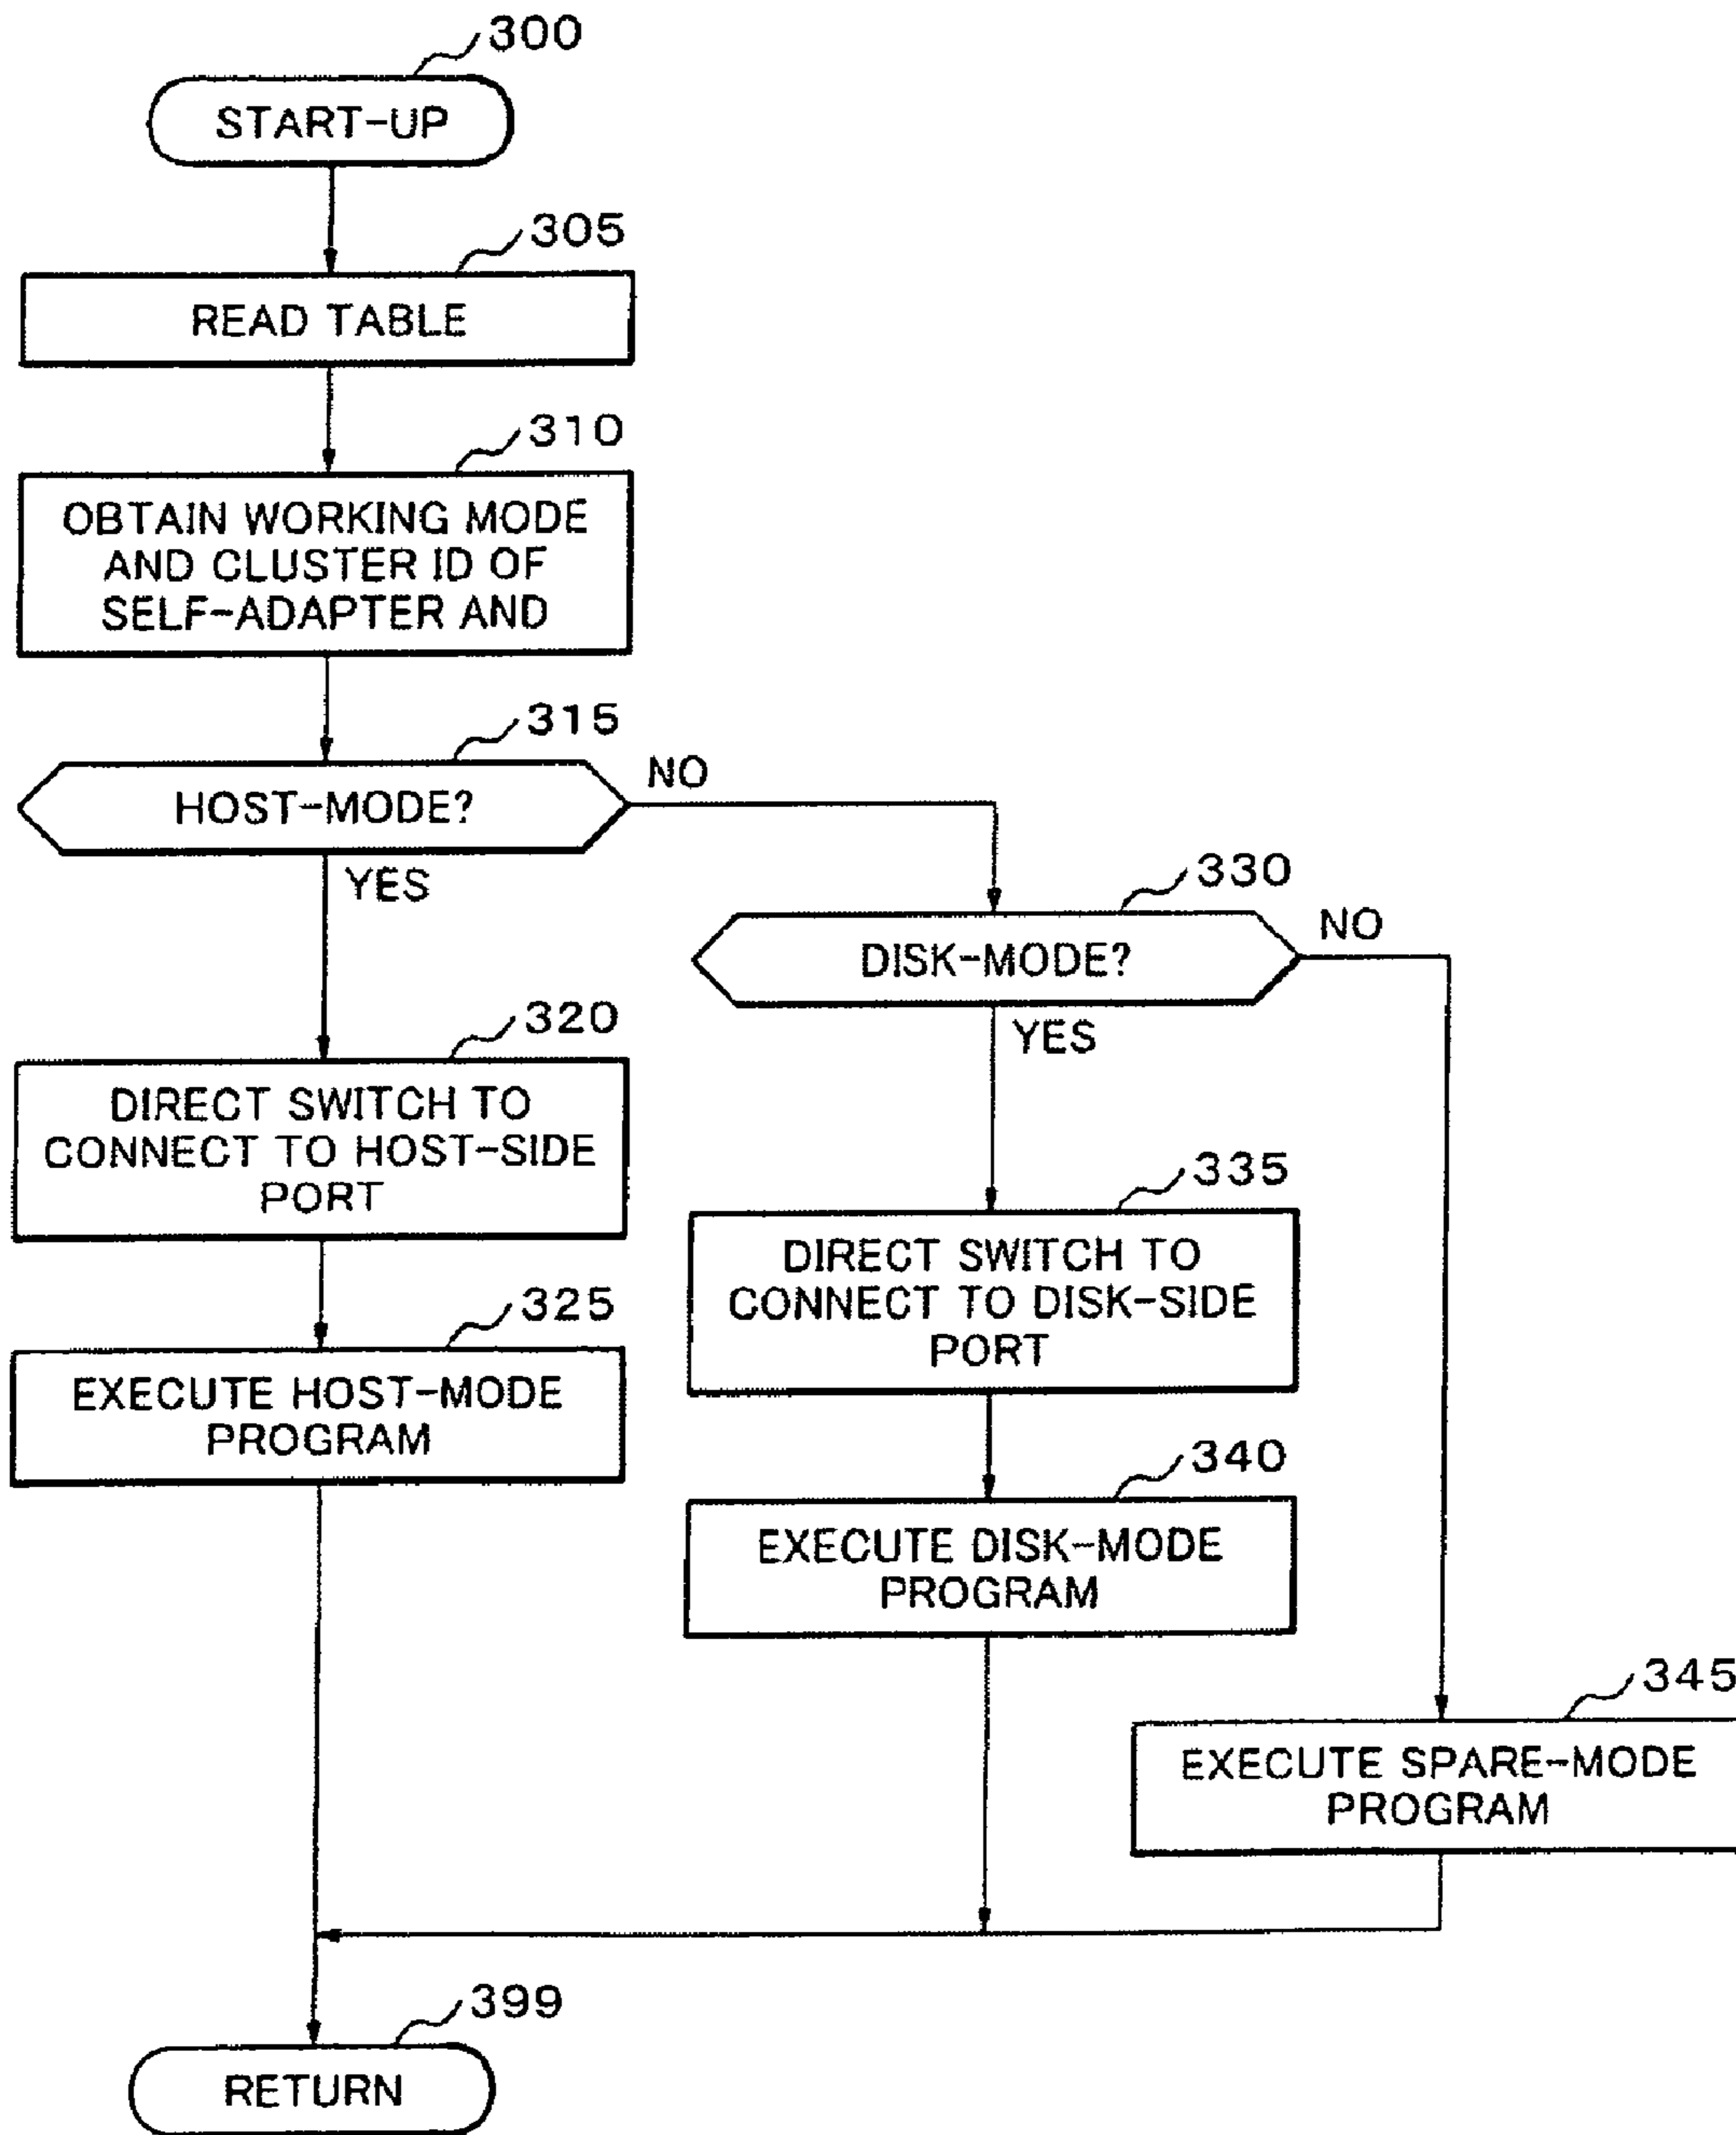 300
START-UP
305
READ TABLE
310
OBTAIN WORKING MODE
AND CLUSTER ID OF
SELF-ADAPTER AND
315
HOST-MODE?
NO
YES
330
DISK-MODE?
NO
YES
320
DIRECT SWITCH TO
CONNECT TO HOST-SIDE
PORT
335
DIRECT SWITCH TO
CONNECT TO DISK-SIDE
PORT
325
EXECUTE HOST-MODE
PROGRAM
340
EXECUTE DISK-MODE
PROGRAM
345
EXECUTE SPARE-MODE
PROGRAM
399
RETURN